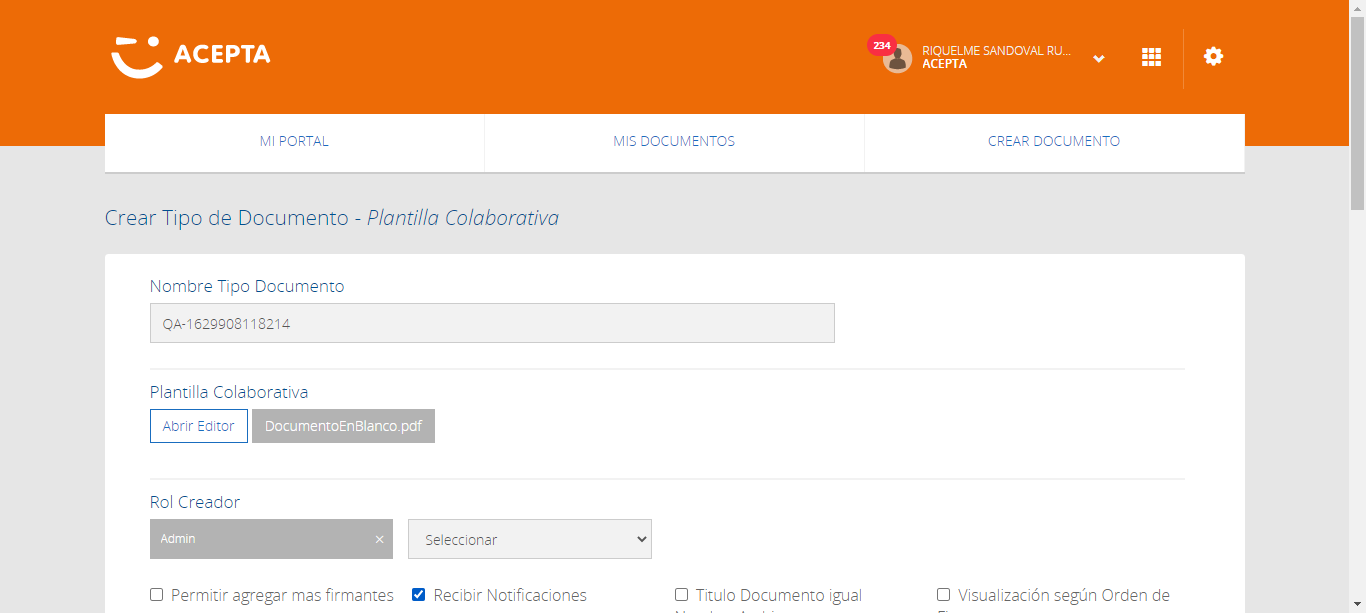 ACEPTA
234
RIQUELME SANDOVAL RU...
ACEPTA
MI PORTAL
MIS DOCUMENTOS
CREAR DOCUMENTO
Crear Tipo de Documento - Plantilla Colaborativa
Nombre Tipo Documento
QA-1629908118214
Plantilla Colaborativa
Abrir Editor
DocumentoEnBlanco.pdf
Rol Creador
Admin ×
Seleccionar
Permitir agregar mas firmantes
Recibir Notificaciones
Titulo Documento igual
Visualización según Orden de